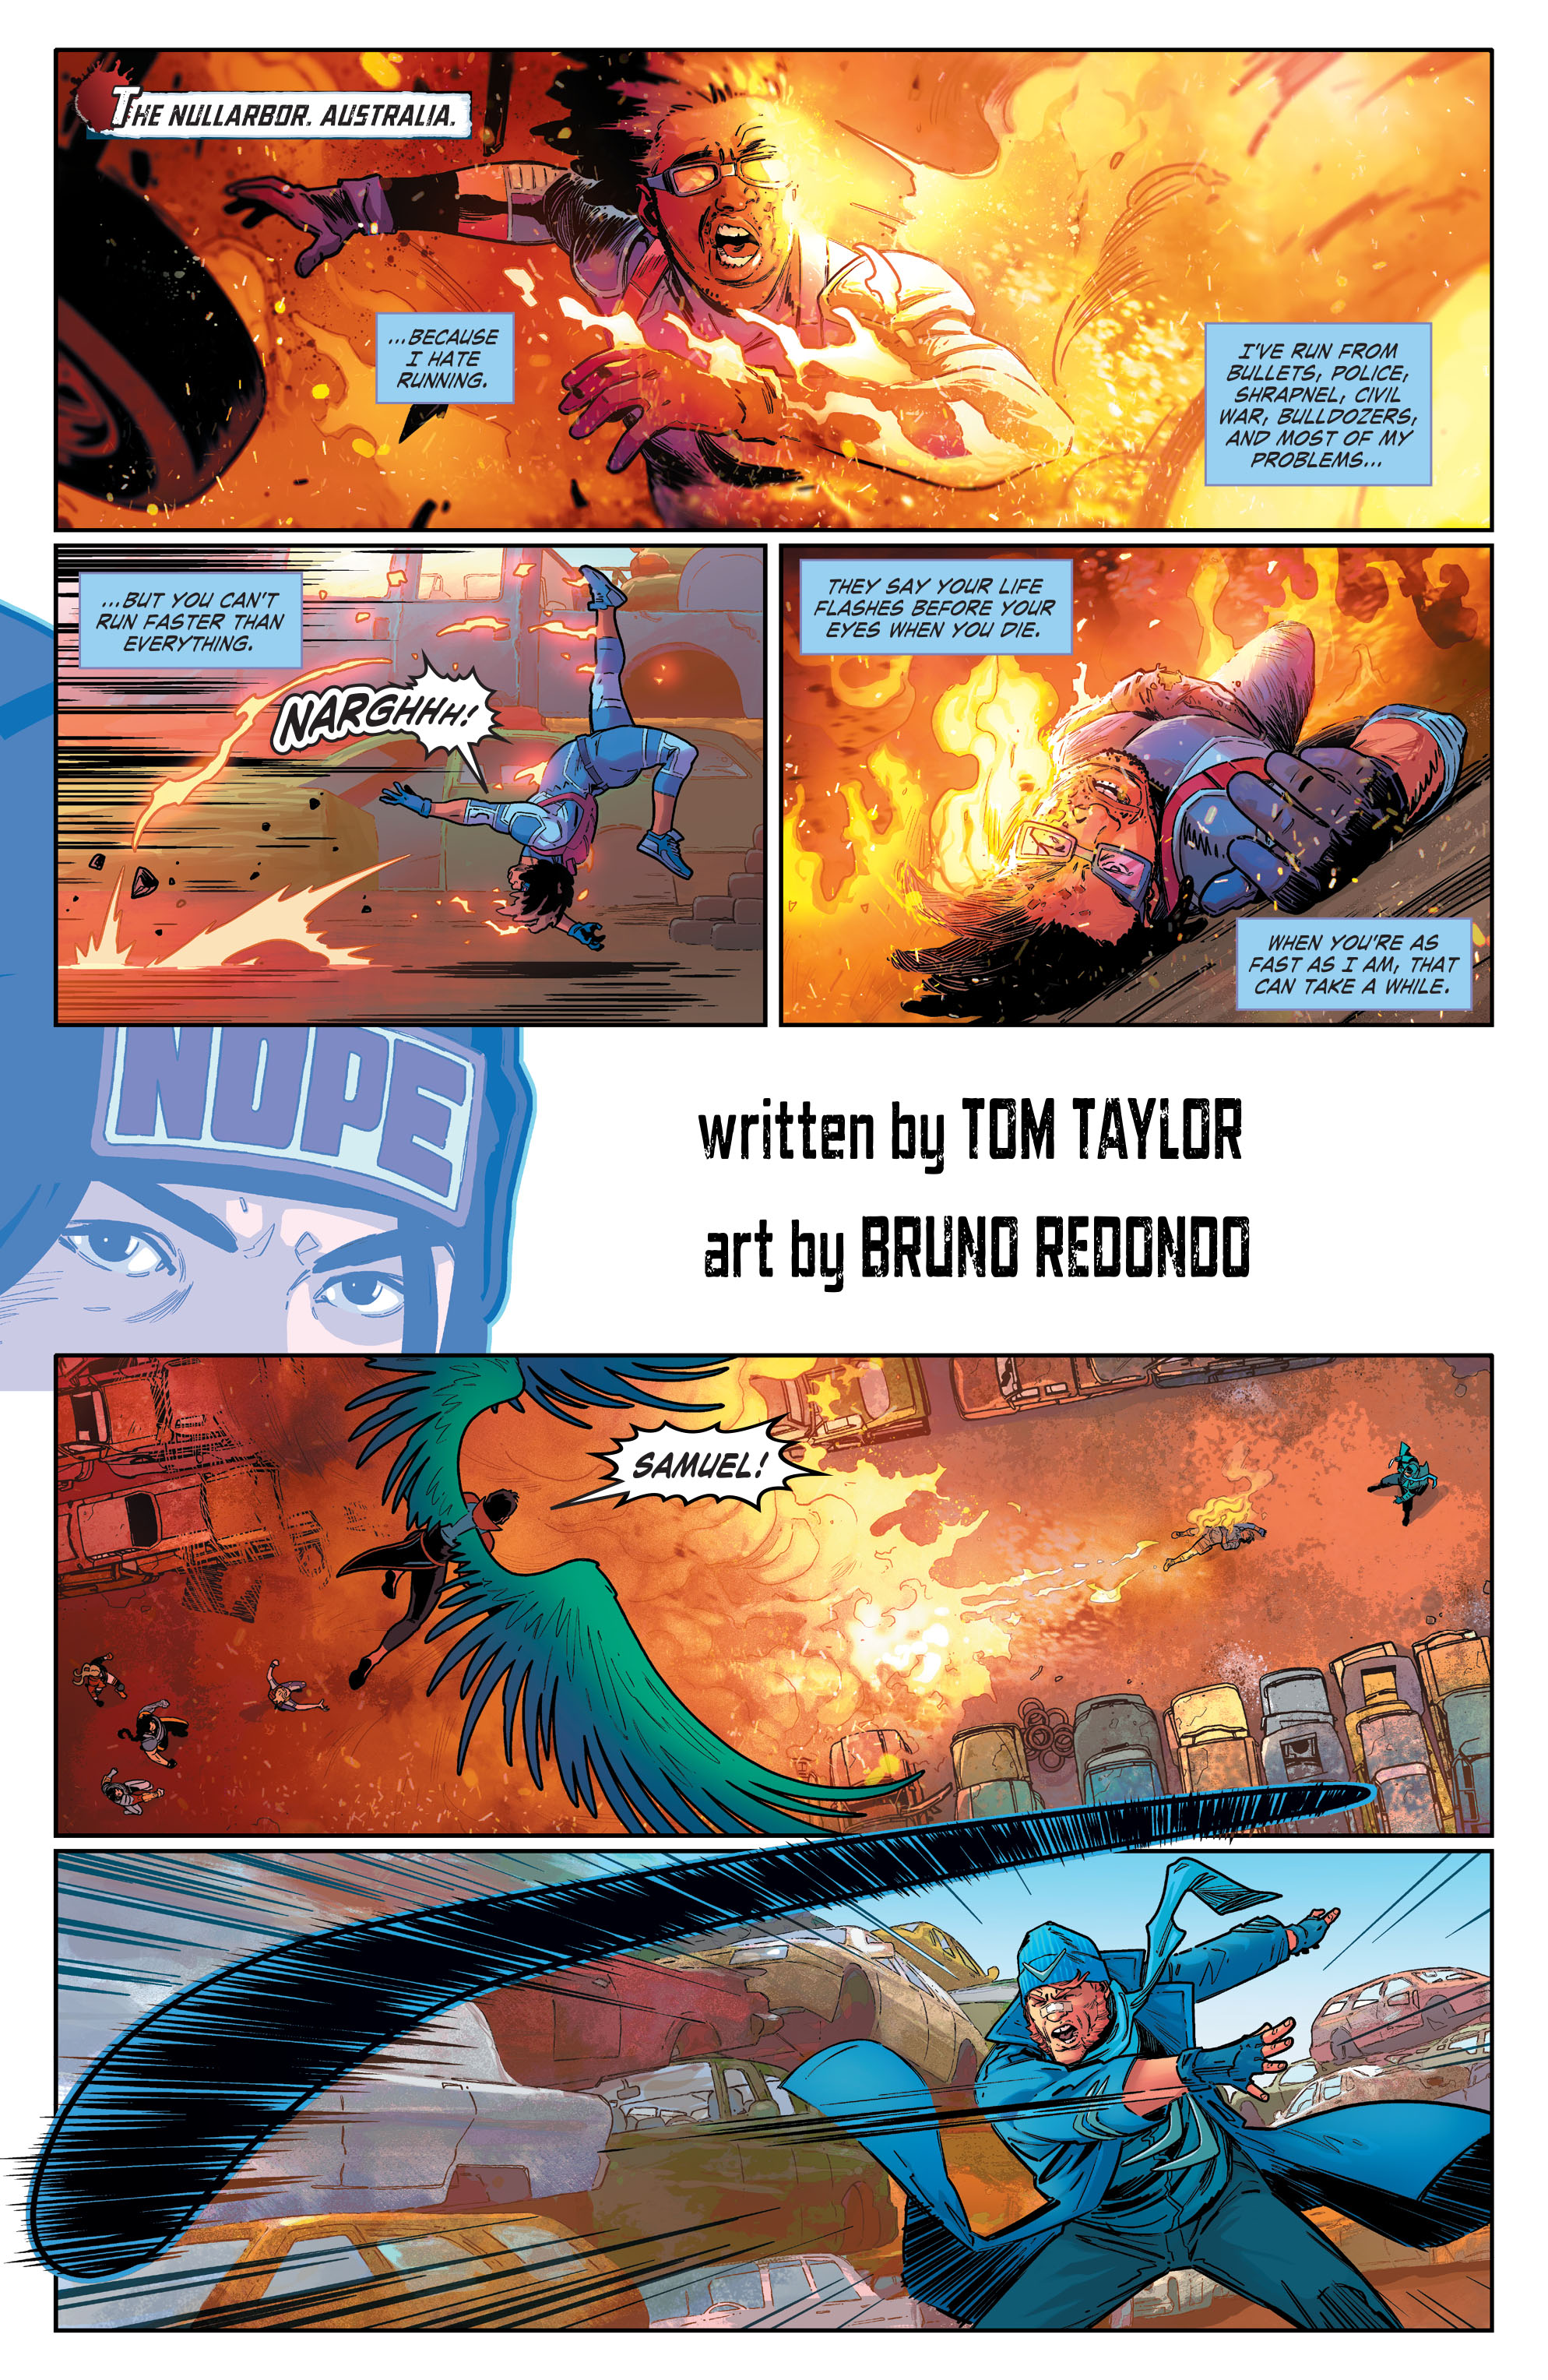 THE NULLARBOR. AUSTRALIA.
...BECAUSE
I HATE
RUNNING.
I'VE RUN FROM
BULLETS, POLICE,
SHRAPNEL, CIVIL
WAR, BULLDOZERS,
AND MOST OF MY
PROBLEMS...
...BUT YOU CAN'T
RUN FASTER THAN
EVERYTHING.
NARGHHH!
THEY SAY YOUR LIFE
FLASHES BEFORE YOUR
EYES WHEN YOU DIE.
WHEN YOU'RE AS
FAST AS I AM, THAT
CAN TAKE A WHILE.
NOPE
written by TOM TAYLOR
art by BRUNO REDONDO
SAMUEL!